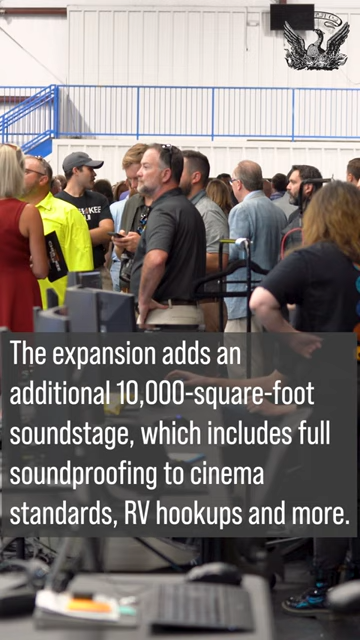 The expansion adds an
additional 10,000-square-foot
soundstage, which includes full
soundproofing to cinema
standards, RV hookups and more.